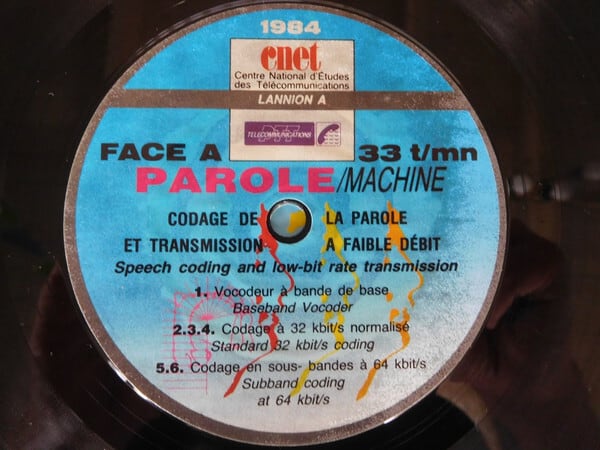 1984
cnet
Centre National d'Études
des Télécommunications
LANNION A
PTT
TELECOMMUNICATIONS
FACE A 33 t/mn
PAROLE/MACHINE
CODAGE DE LA PAROLE
ET TRANSMISSION A FAIBLE DÉBIT
Speech coding and low-bit rate transmission
1. Vocodeur à bande de base
Baseband Vocoder
2.3.4. Codage à 32 kbit/s normalisé
Standard 32 kbit/s coding
5.6. Codage en sous- bandes à 64 kbit/s
Subband coding
at 64 kbit/s